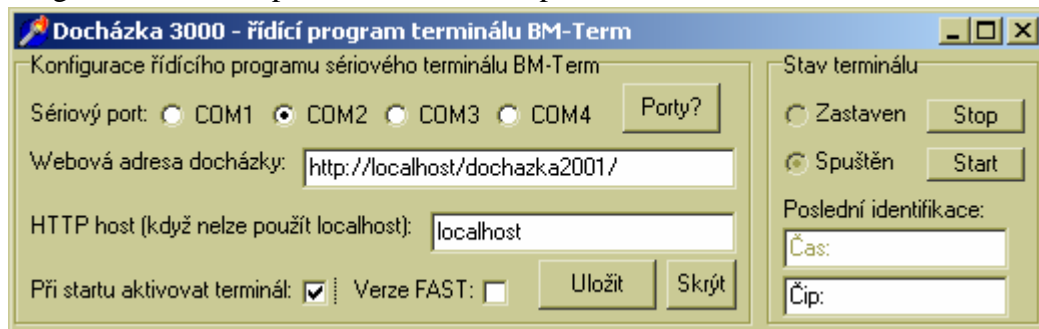 Docházka 3000 - řídící program terminálu BM-Term
Konfigurace řídícího programu sériového terminálu BM-Term
Sériový port: COM1 COM2 COM3 COM4 Porty?
Webová adresa docházky: http://localhost/dochazka2001/
HTTP host (když nelze použít localhost): localhost
Při startu aktivovat terminál: Verze FAST: Uložit Skrýt
Stav terminálu
Zastaven Stop
Spuštěn Start
Poslední identifikace:
Čas:
Čip: